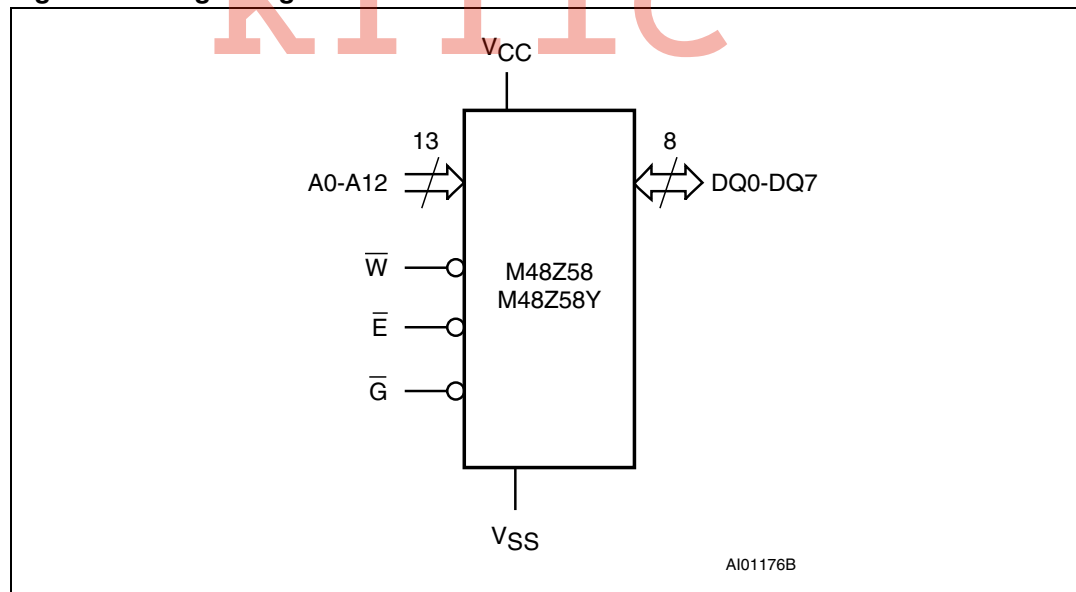 VCC
13
8
A0-A12
DQ0-DQ7
W̅
M48Z58
M48Z58Y
E̅
G̅
VSS
AI01176B